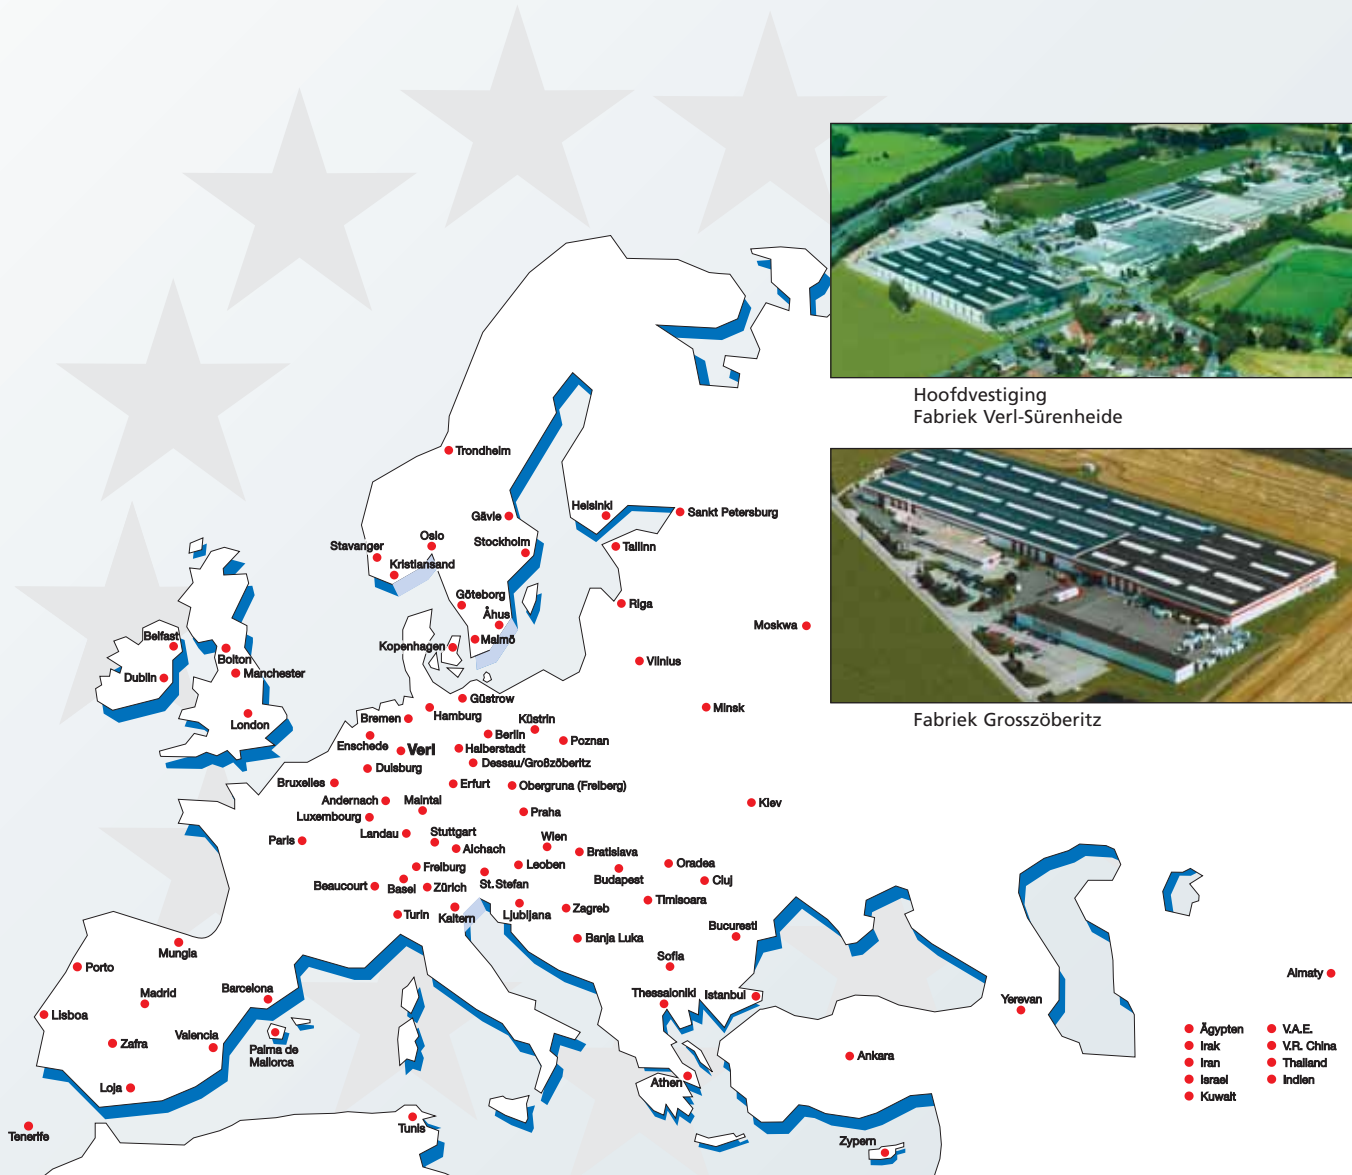 Hoofdvestiging
Fabriek Verl-Sürenheide
Trondheim
Helsinki
Sankt Petersburg
Gävle
Oslo
Stockholm
Stavanger
Tallinn
Kristiansand
Göteborg
Riga
Åhus
Moskwa
Belfast
Malmö
Kopenhagen
Bolton
Vilnius
Manchester
Dublin
Güstrow
Minsk
Fabriek Grosszöberitz
Hamburg
Bremen
Küstrin
London
Berlin
Enschede
Verl
Halberstadt
Poznan
Dessau/Großzöberitz
Duisburg
Bruxelles
Erfurt
Obergruna (Freiberg)
Andernach
Maintal
Kiev
Luxembourg
Praha
Landau
Stuttgart
Wien
Paris
Aichach
Bratislava
Freiburg
Leoben
Oradea
Beaucourt
Basel
Zürich
St. Stefan
Budapest
Cluj
Timisoara
Turin
Kaltern
Ljubljana
Zagreb
Bucuresti
Banja Luka
Mungia
Sofia
Porto
Almaty
Barcelona
Madrid
Thessaloniki
Istanbul
Yerevan
Lisboa
Ägypten
V.A.E.
Valencia
Zafra
Palma de
Mallorca
Irak
V.R. China
Ankara
Iran
Thailand
Loja
Athen
Israel
Indien
Kuwait
Tenerife
Tunis
Zypern